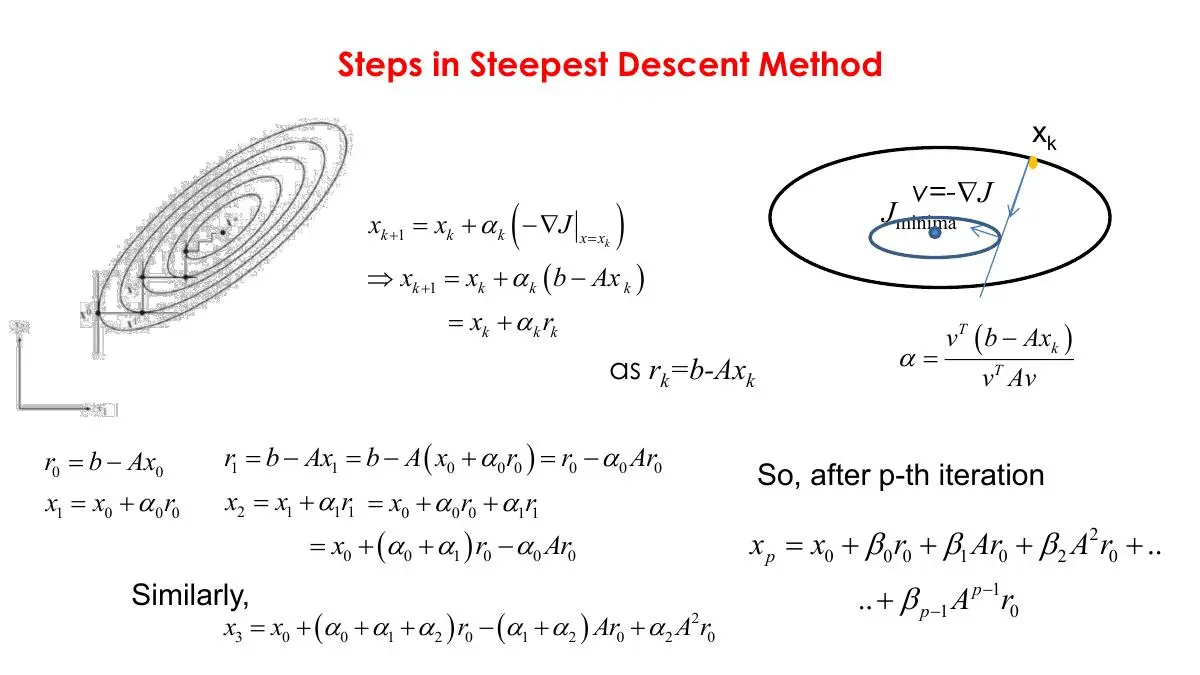 Steps in Steepest Descent Method
x_k
v=-∇J
J_minima
x_{k+1} = x_k + α_k (−∇J|_{x=x_k})
⇒ x_{k+1} = x_k + α_k (b − Ax_k)
= x_k + α_k r_k
as r_k=b-Ax_k
α = v^T (b − Ax_k) / v^T Av
r_0 = b − Ax_0
x_1 = x_0 + α_0 r_0
r_1 = b − Ax_1 = b − A(x_0 + α_0 r_0) = r_0 − α_0 Ar_0
x_2 = x_1 + α_1 r_1 = x_0 + α_0 r_0 + α_1 r_1
= x_0 + (α_0 + α_1) r_0 − α_0 Ar_0
Similarly,
x_3 = x_0 + (α_0 + α_1 + α_2) r_0 − (α_1 + α_2) Ar_0 + α_2 A^2 r_0
So, after p-th iteration
x_p = x_0 + β_0 r_0 + β_1 Ar_0 + β_2 A^2 r_0 + ..
.. + β_{p−1} A^{p−1} r_0